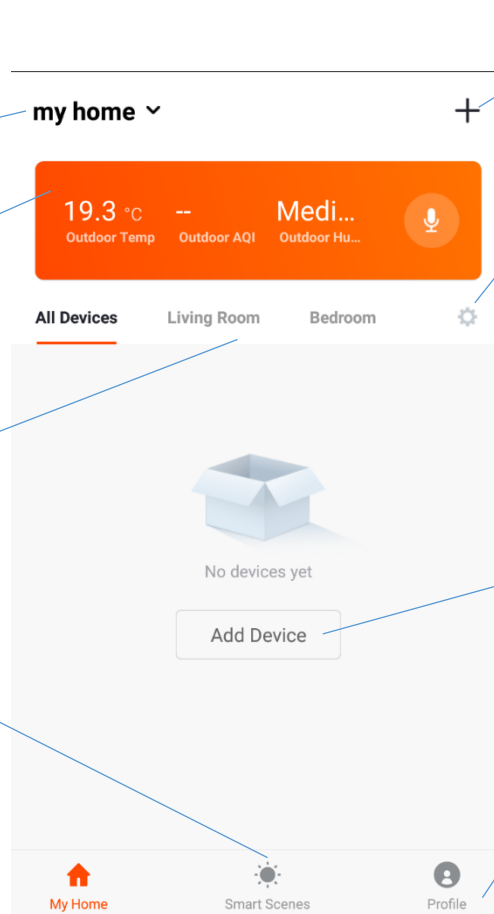 my home
19.3 °C -- Medi...
Outdoor Temp Outdoor AQI Outdoor Hu...
All Devices Living Room Bedroom
No devices yet
Add Device
My Home Smart Scenes Profile